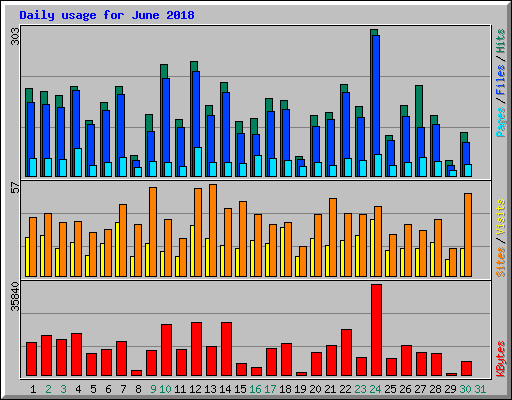 Daily usage for June 2018
303
Pages / Files / Hits
57
Sites / Visits
35840
KBytes
1 2 3 4 5 6 7 8 9 10 11 12 13 14 15 16 17 18 19 20 21 22 23 24 25 26 27 28 29 30 31